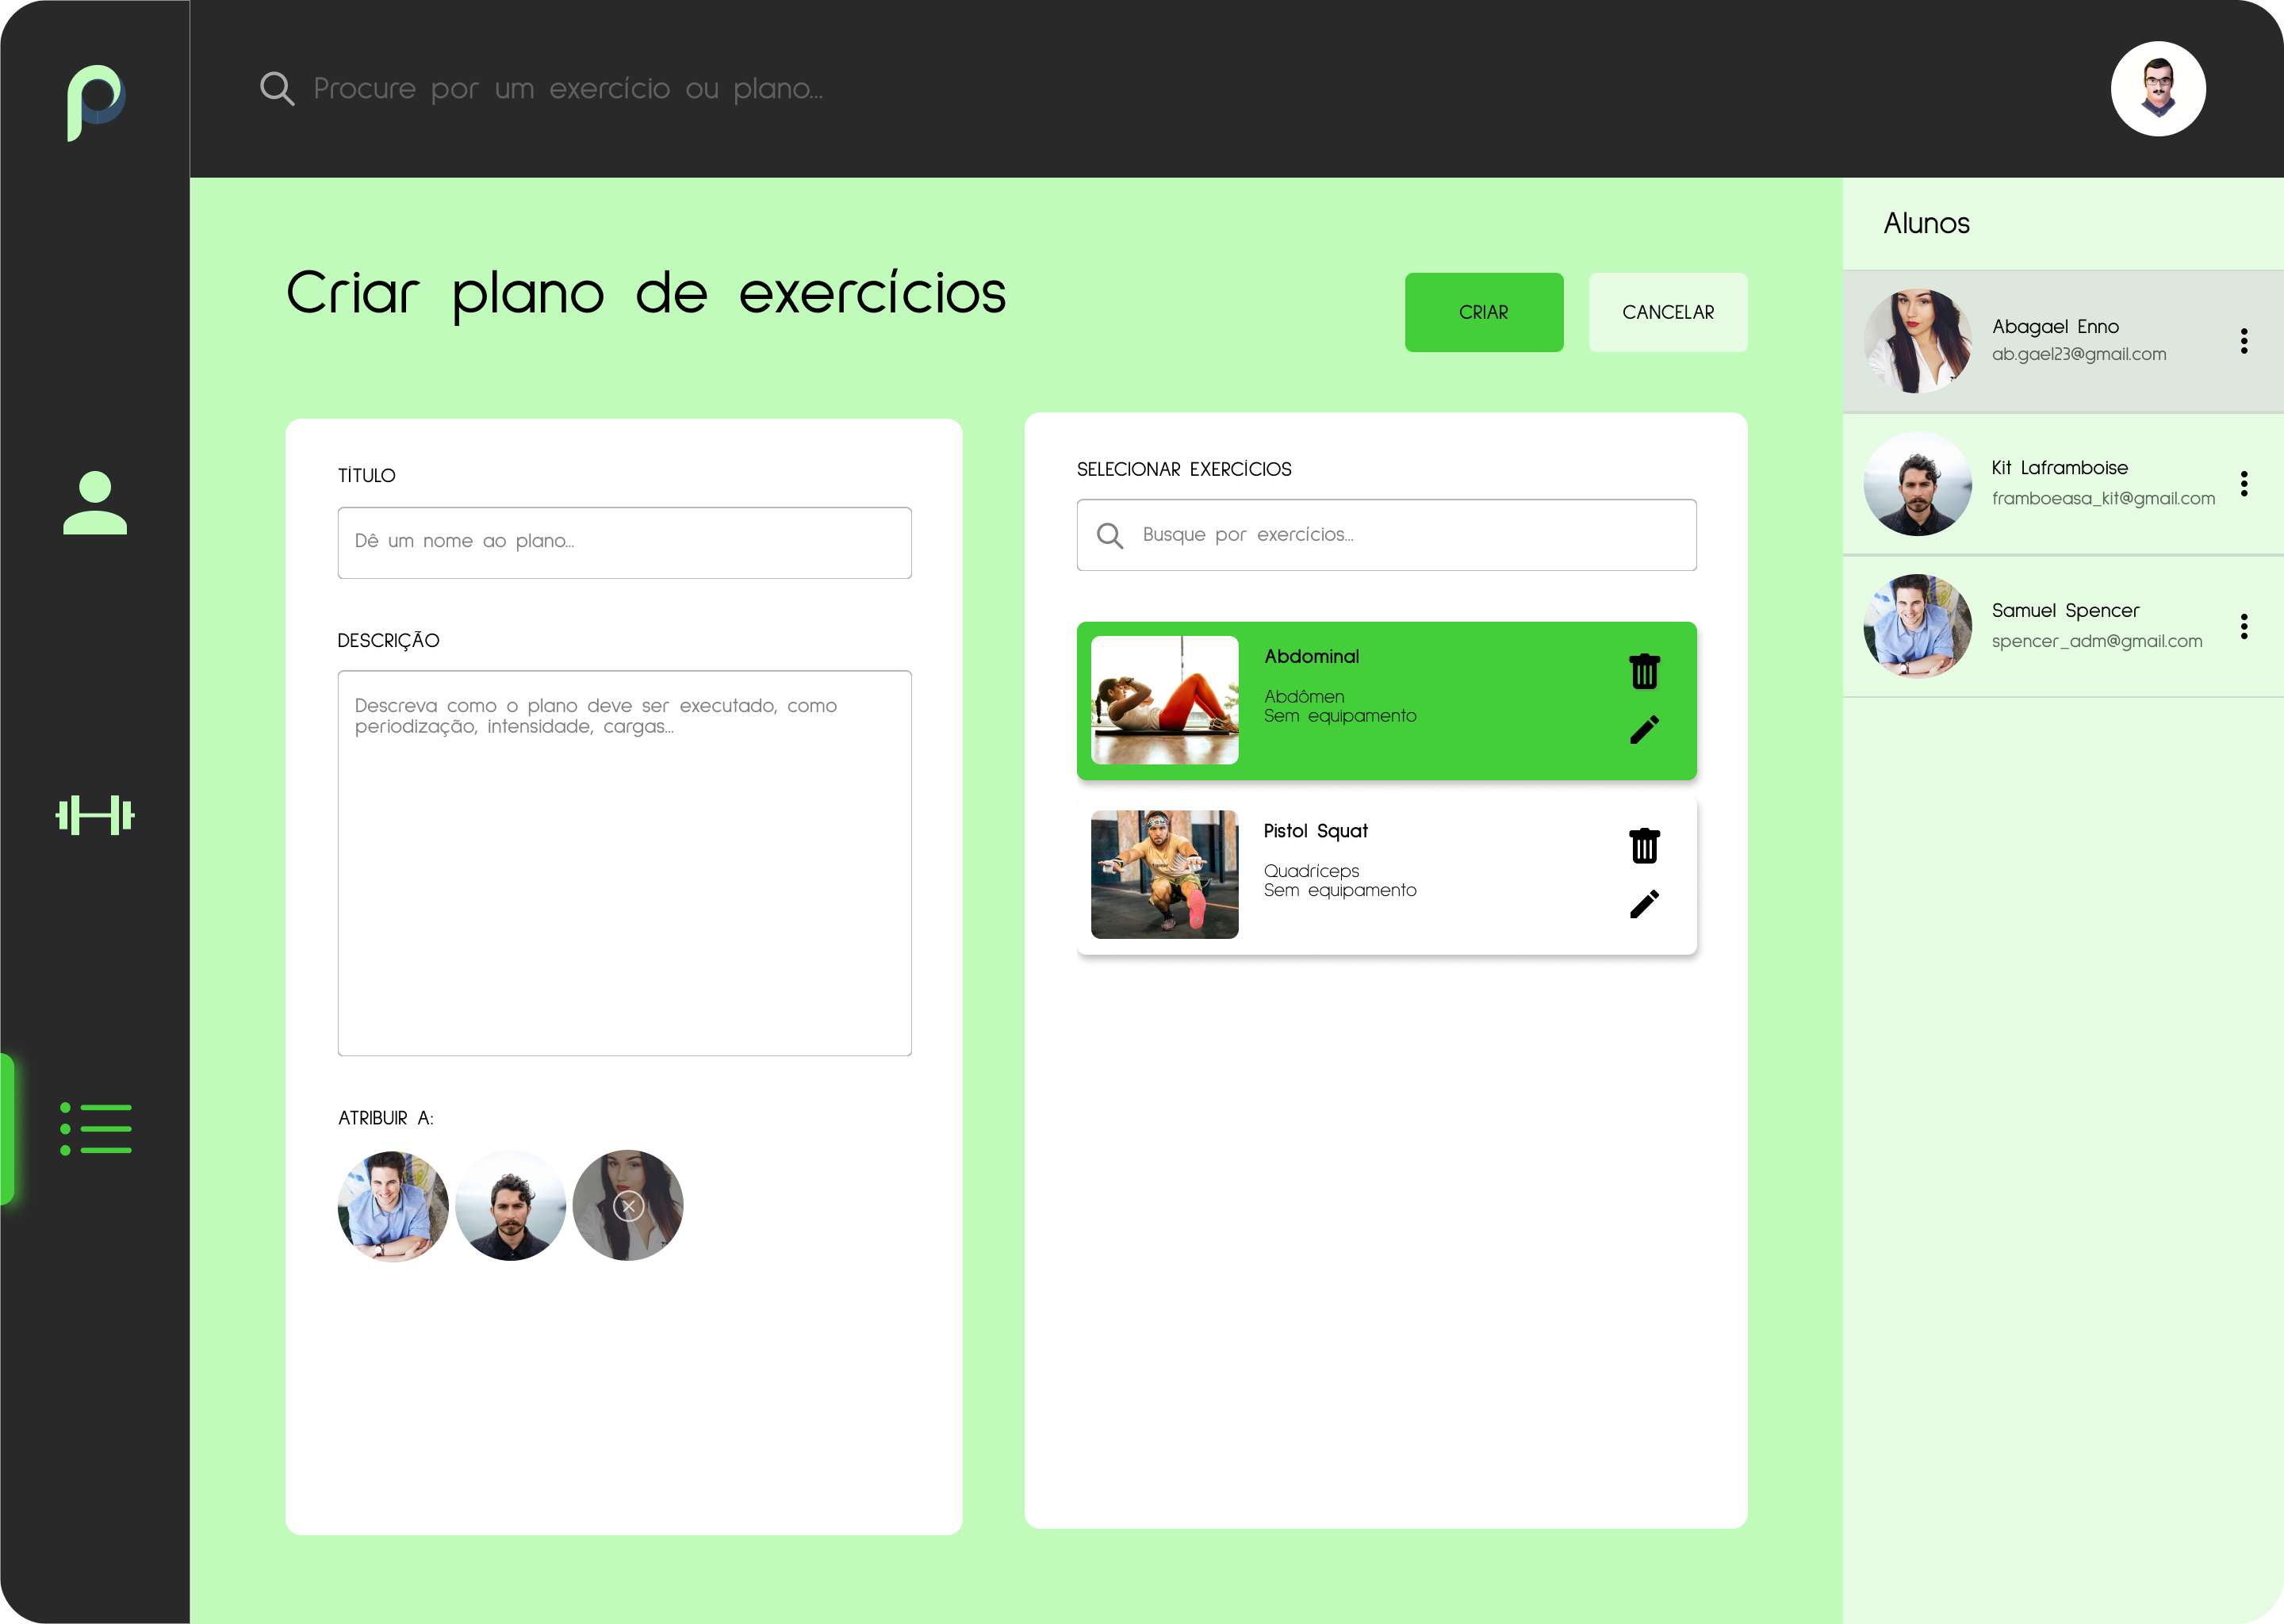 Procure por um exercício ou plano...
Criar plano de exercícios
CRIAR
CANCELAR
TÍTULO
Dê um nome ao plano...
DESCRIÇÃO
Descreva como o plano deve ser executado, como
periodização, intensidade, cargas...
ATRIBUIR A:
SELECIONAR EXERCÍCIOS
Busque por exercícios...
Abdominal
Abdômen
Sem equipamento
Pistol Squat
Quadríceps
Sem equipamento
Alunos
Abagael Enno
ab.gael23@gmail.com
Kit Laframboise
framboeasa_kit@gmail.com
Samuel Spencer
spencer_adm@gmail.com